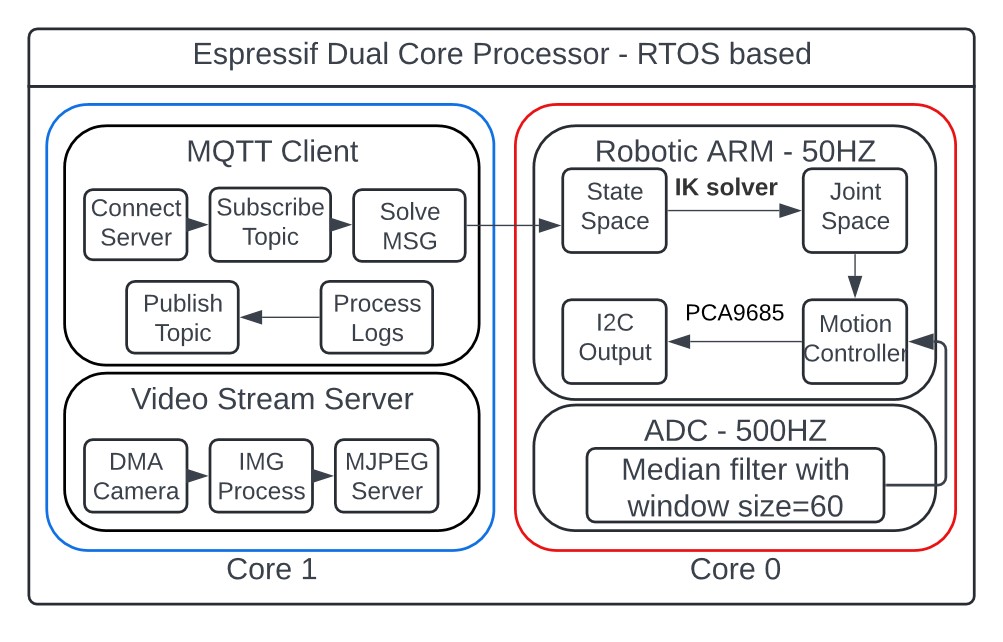 Espressif Dual Core Processor - RTOS based
MQTT Client
Connect
Server
Subscribe
Topic
Solve
MSG
Publish
Topic
Process
Logs
Video Stream Server
DMA
Camera
IMG
Process
MJPEG
Server
Core 1
Robotic ARM - 50HZ
State
Space
IK solver
Joint
Space
I2C
Output
PCA9685
Motion
Controller
ADC - 500HZ
Median filter with
window size=60
Core 0